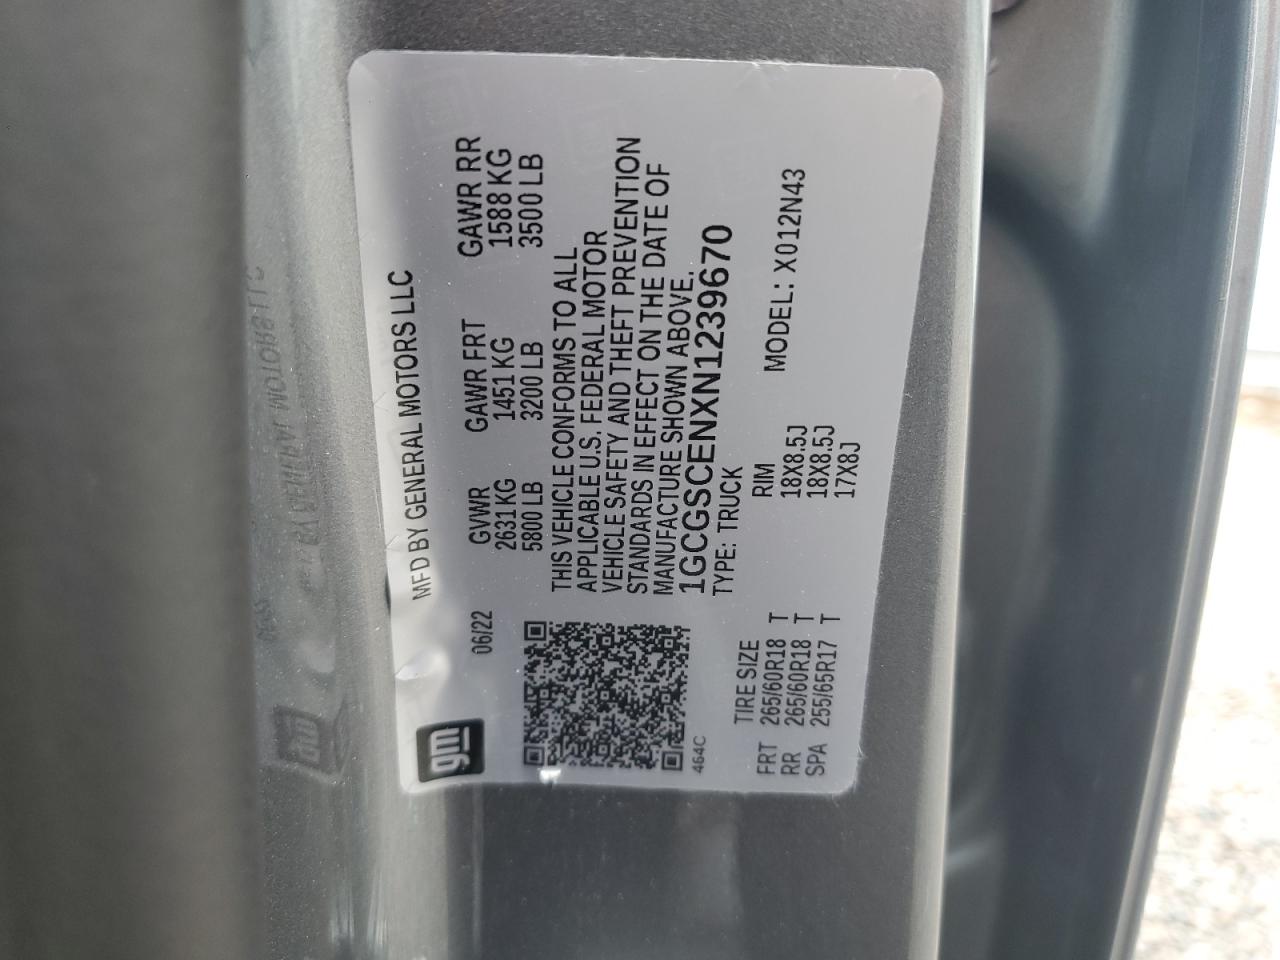 gm
MFD BY GENERAL MOTORS LLC
06/22
GVWR GAWR FRT GAWR RR
2631 KG 1451 KG 1588 KG
5800 LB 3200 LB 3500 LB
THIS VEHICLE CONFORMS TO ALL
APPLICABLE U.S. FEDERAL MOTOR
VEHICLE SAFETY AND THEFT PREVENTION
STANDARDS IN EFFECT ON THE DATE OF
MANUFACTURE SHOWN ABOVE.
1GCGSCENXN1239670
464C
TYPE: TRUCK
TIRE SIZE RIM MODEL: X012N43
FRT 265/60R18 T 18X8.5J
RR 265/60R18 T 18X8.5J
SPA 255/65R17 T 17X8J